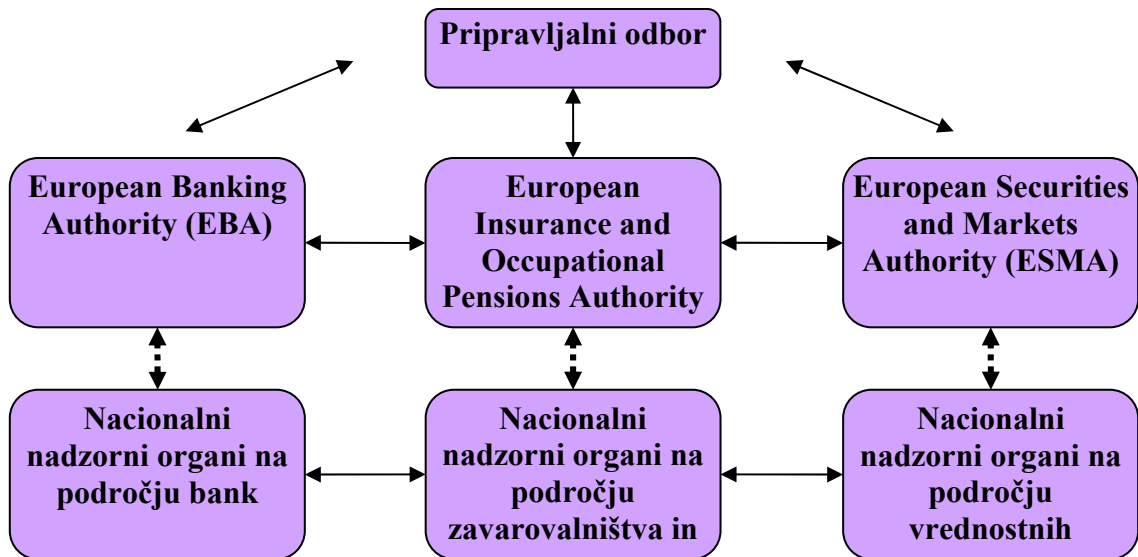 Pripravljalni odbor
European Banking
Authority (EBA)
European
Insurance and
Occupational
Pensions Authority
European Securities
and Markets
Authority (ESMA)
Nacionalni
nadzorni organi na
področju bank
Nacionalni
nadzorni organi na
področju
zavarovalništva in
Nacionalni
nadzorni organi na
področju
vrednostnih